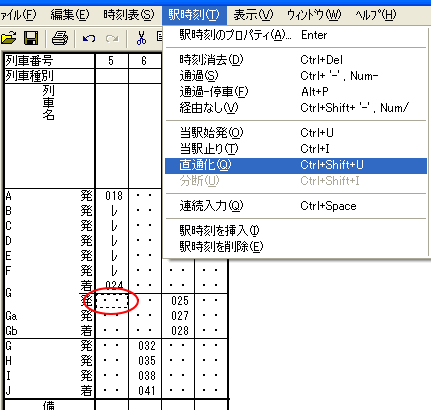 ァイル(F) 編集(E) 時刻表(S) 駅時刻(T) 表示(V) ウィンドウ(W) ヘルプ(H)
駅時刻のプロパティ(A)... Enter
時刻消去(D) Ctrl+Del
通過(S) Ctrl+ '-' , Num-
通過-停車(F) Alt+P
経由なし(V) Ctrl+Shift+ '-' , Num/
当駅始発(O) Ctrl+U
当駅止り(T) Ctrl+I
直通化(Q) Ctrl+Shift+U
分断(U) Ctrl+Shift+I
連続入力(Q) Ctrl+Space
駅時刻を挿入(I)
駅時刻を削除(E)
列車番号 5 6
列車種別
列車名
A 発 018 ・・
B 発 レ ・・
C 発 レ ・・
D 発 レ ・・
E 発 レ ・・
F 発 レ ・・
G 着 024 ・・ ・・ ・・
発 ・・ ・・ 025 ・・
Ga 発 ・・ ・・ 027 ・・
Gb 着 ・・ ・・ 028 ・・
G 発 ・・ 032 ・・ ・・
H 発 ・・ 035 ・・ ・・
I 発 ・・ 038 ・・ ・・
J 着 ・・ 041 ・・ ・・
備